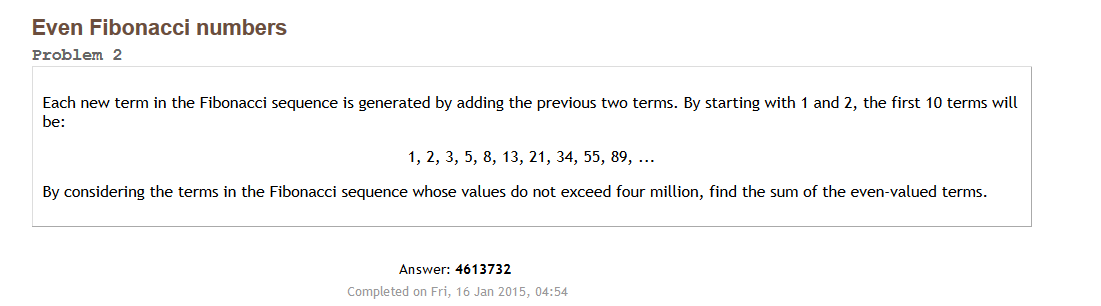 Even Fibonacci numbers
Problem 2
Each new term in the Fibonacci sequence is generated by adding the previous two terms. By starting with 1 and 2, the first 10 terms will
be:
1, 2, 3, 5, 8, 13, 21, 34, 55, 89, ...
By considering the terms in the Fibonacci sequence whose values do not exceed four million, find the sum of the even-valued terms.
Answer: 4613732
Completed on Fri, 16 Jan 2015, 04:54